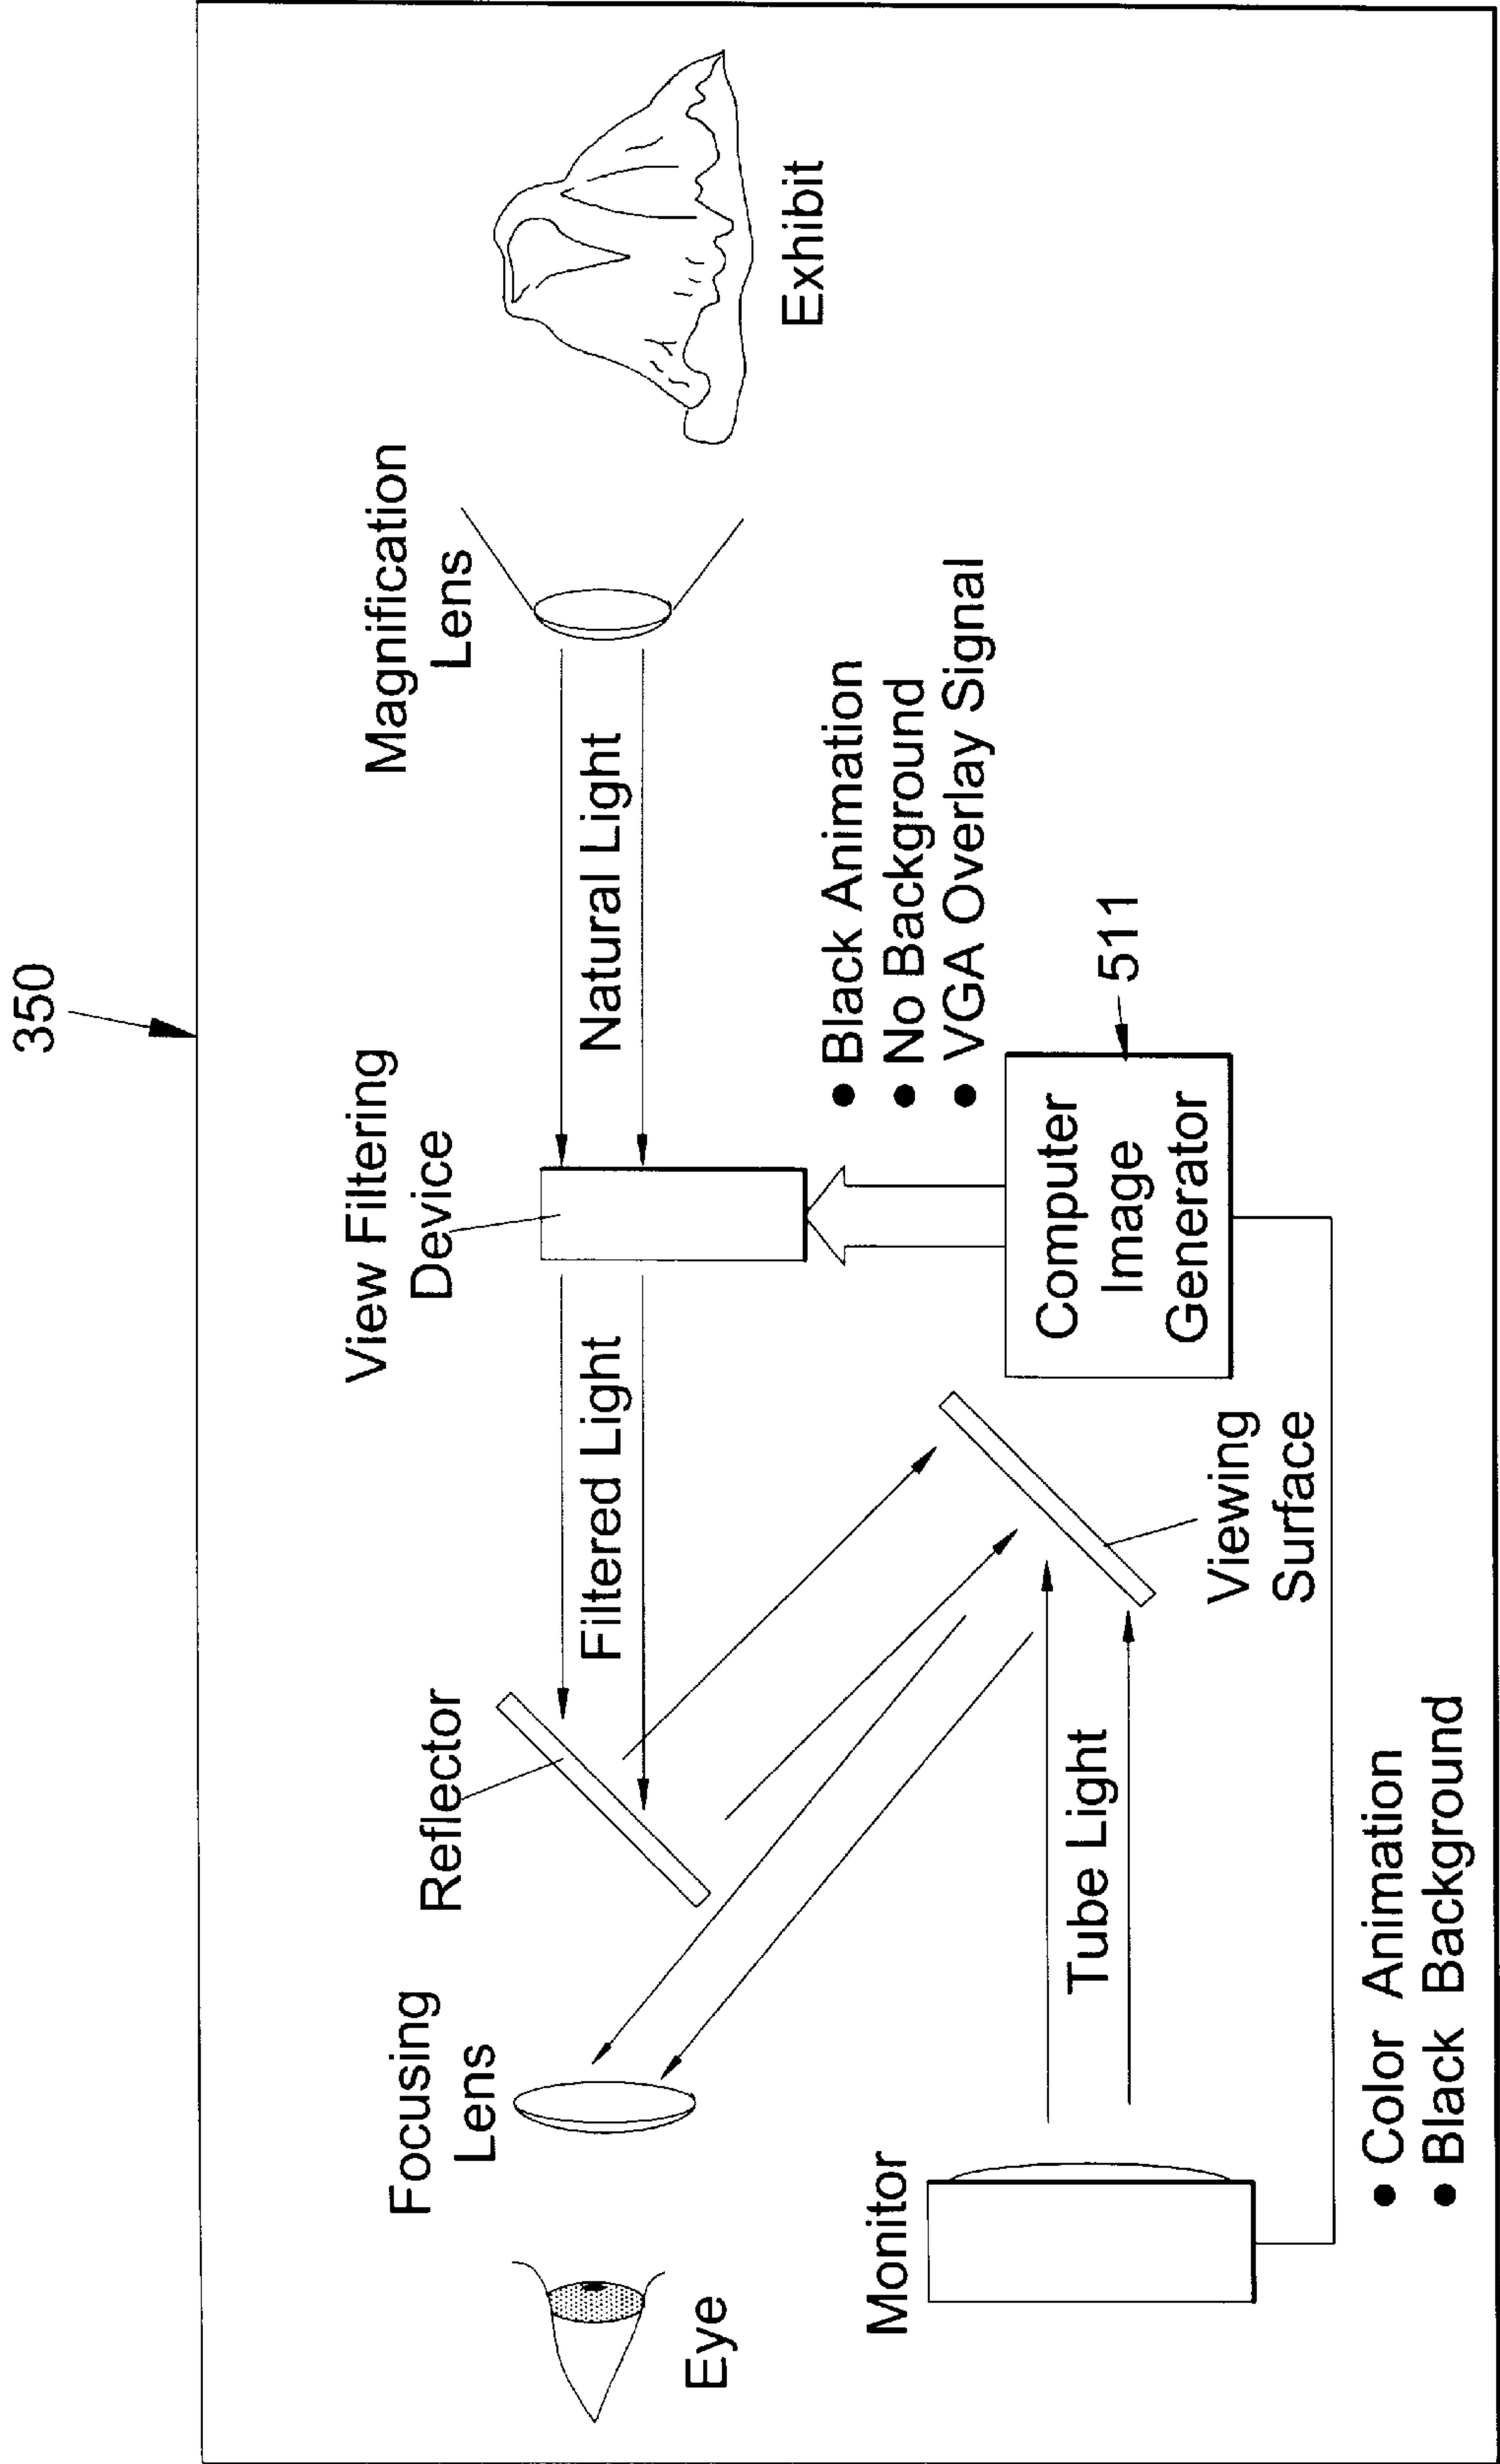 350
Magnification
Lens
Exhibit
View Filtering
Device
Natural Light
Reflector
Filtered Light
Focusing
Lens
Eye
• Black Animation
• No Background
• VGA Overlay Signal
511
Computer
Image
Generator
Viewing
Surface
Monitor
Tube Light
• Color Animation
• Black Background